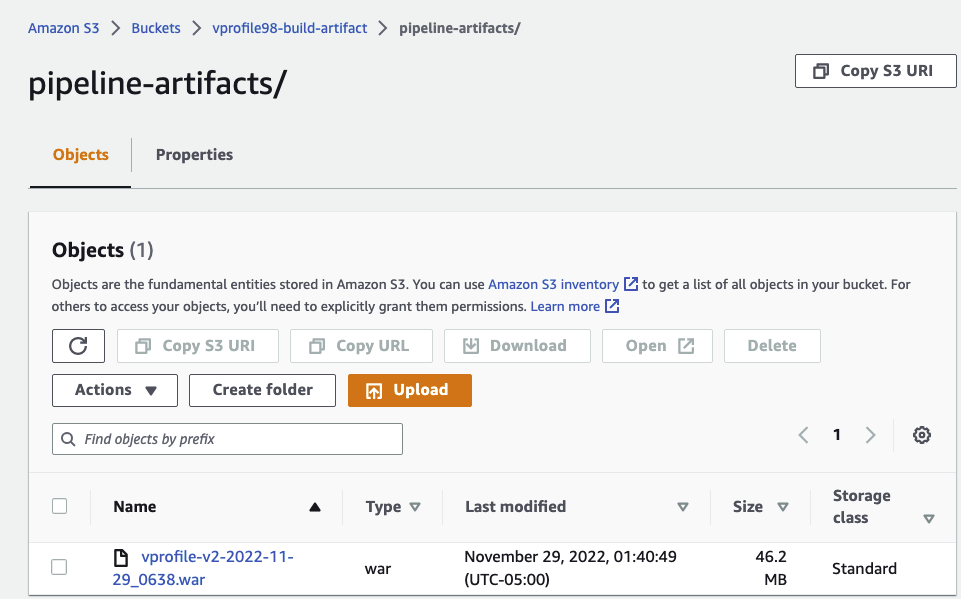 Amazon S3 > Buckets > vprofile98-build-artifact > pipeline-artifacts/
pipeline-artifacts/
Copy S3 URI
Objects
Properties
Objects (1)
Objects are the fundamental entities stored in Amazon S3. You can use Amazon S3 inventory to get a list of all objects in your bucket. For
others to access your objects, you'll need to explicitly grant them permissions. Learn more
Copy S3 URI
Copy URL
Download
Open
Delete
Actions
Create folder
Upload
Find objects by prefix
1
Name
Type
Last modified
Size
Storage
class
vprofile-v2-2022-11-
29_0638.war
war
November 29, 2022, 01:40:49
(UTC-05:00)
46.2
MB
Standard